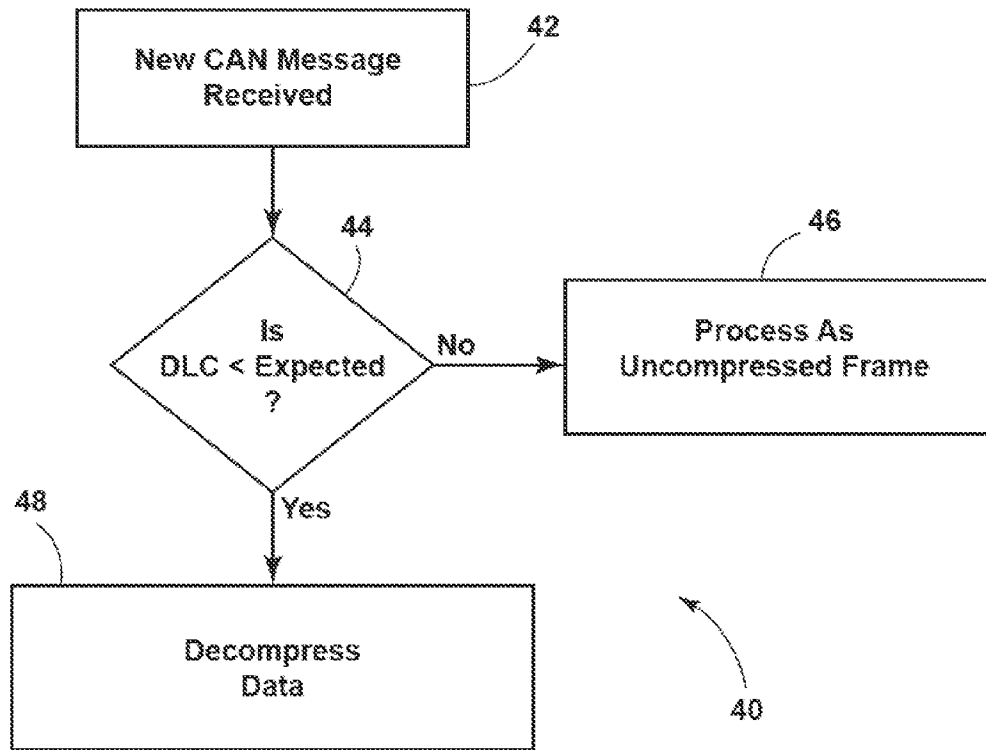 New CAN Message
Received
42
44
Is
DLC < Expected
?
No
46
Process As
Uncompressed Frame
Yes
48
Decompress
Data
40